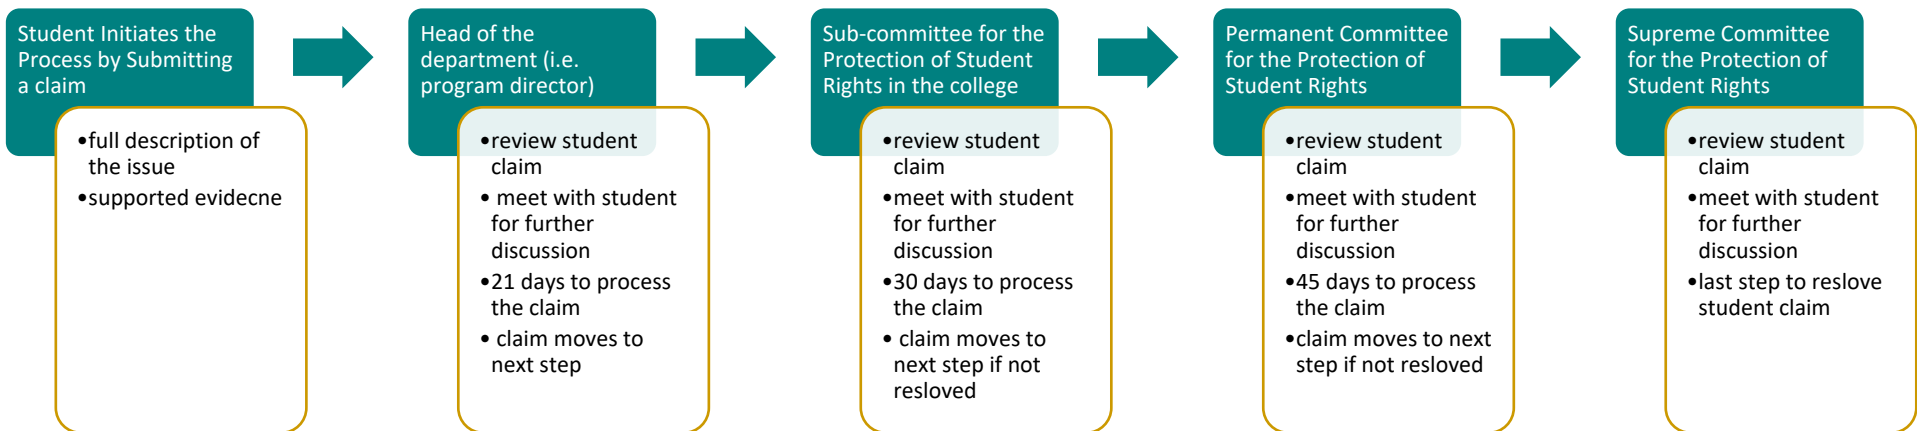 Student Initiates the
Process by Submitting
a claim
•full description of
the issue
•supported evidecne
Head of the
department (i.e.
program director)
•review student
claim
• meet with student
for further
discussion
•21 days to process
the claim
• claim moves to
next step
Sub-committee for the
Protection of Student
Rights in the college
•review student
claim
•meet with student
for further
discussion
•30 days to process
the claim
• claim moves to
next step if not
resloved
Permanent Committee
for the Protection of
Student Rights
•review student
claim
•meet with student
for further
discussion
•45 days to process
the claim
•claim moves to next
step if not resloved
Supreme Committee
for the Protection of
Student Rights
•review student
claim
•meet with student
for further
discussion
•last step to reslove
student claim